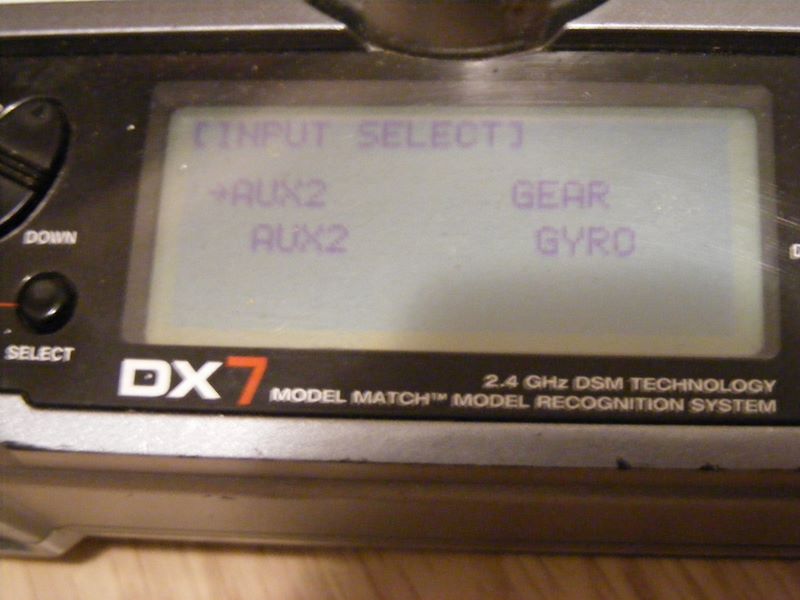 [INPUT SELECT]
→AUX2 GEAR
AUX2 GYRO
DOWN
SELECT
DX7
2.4 GHz DSM TECHNOLOGY
MODEL MATCH™ MODEL RECOGNITION SYSTEM